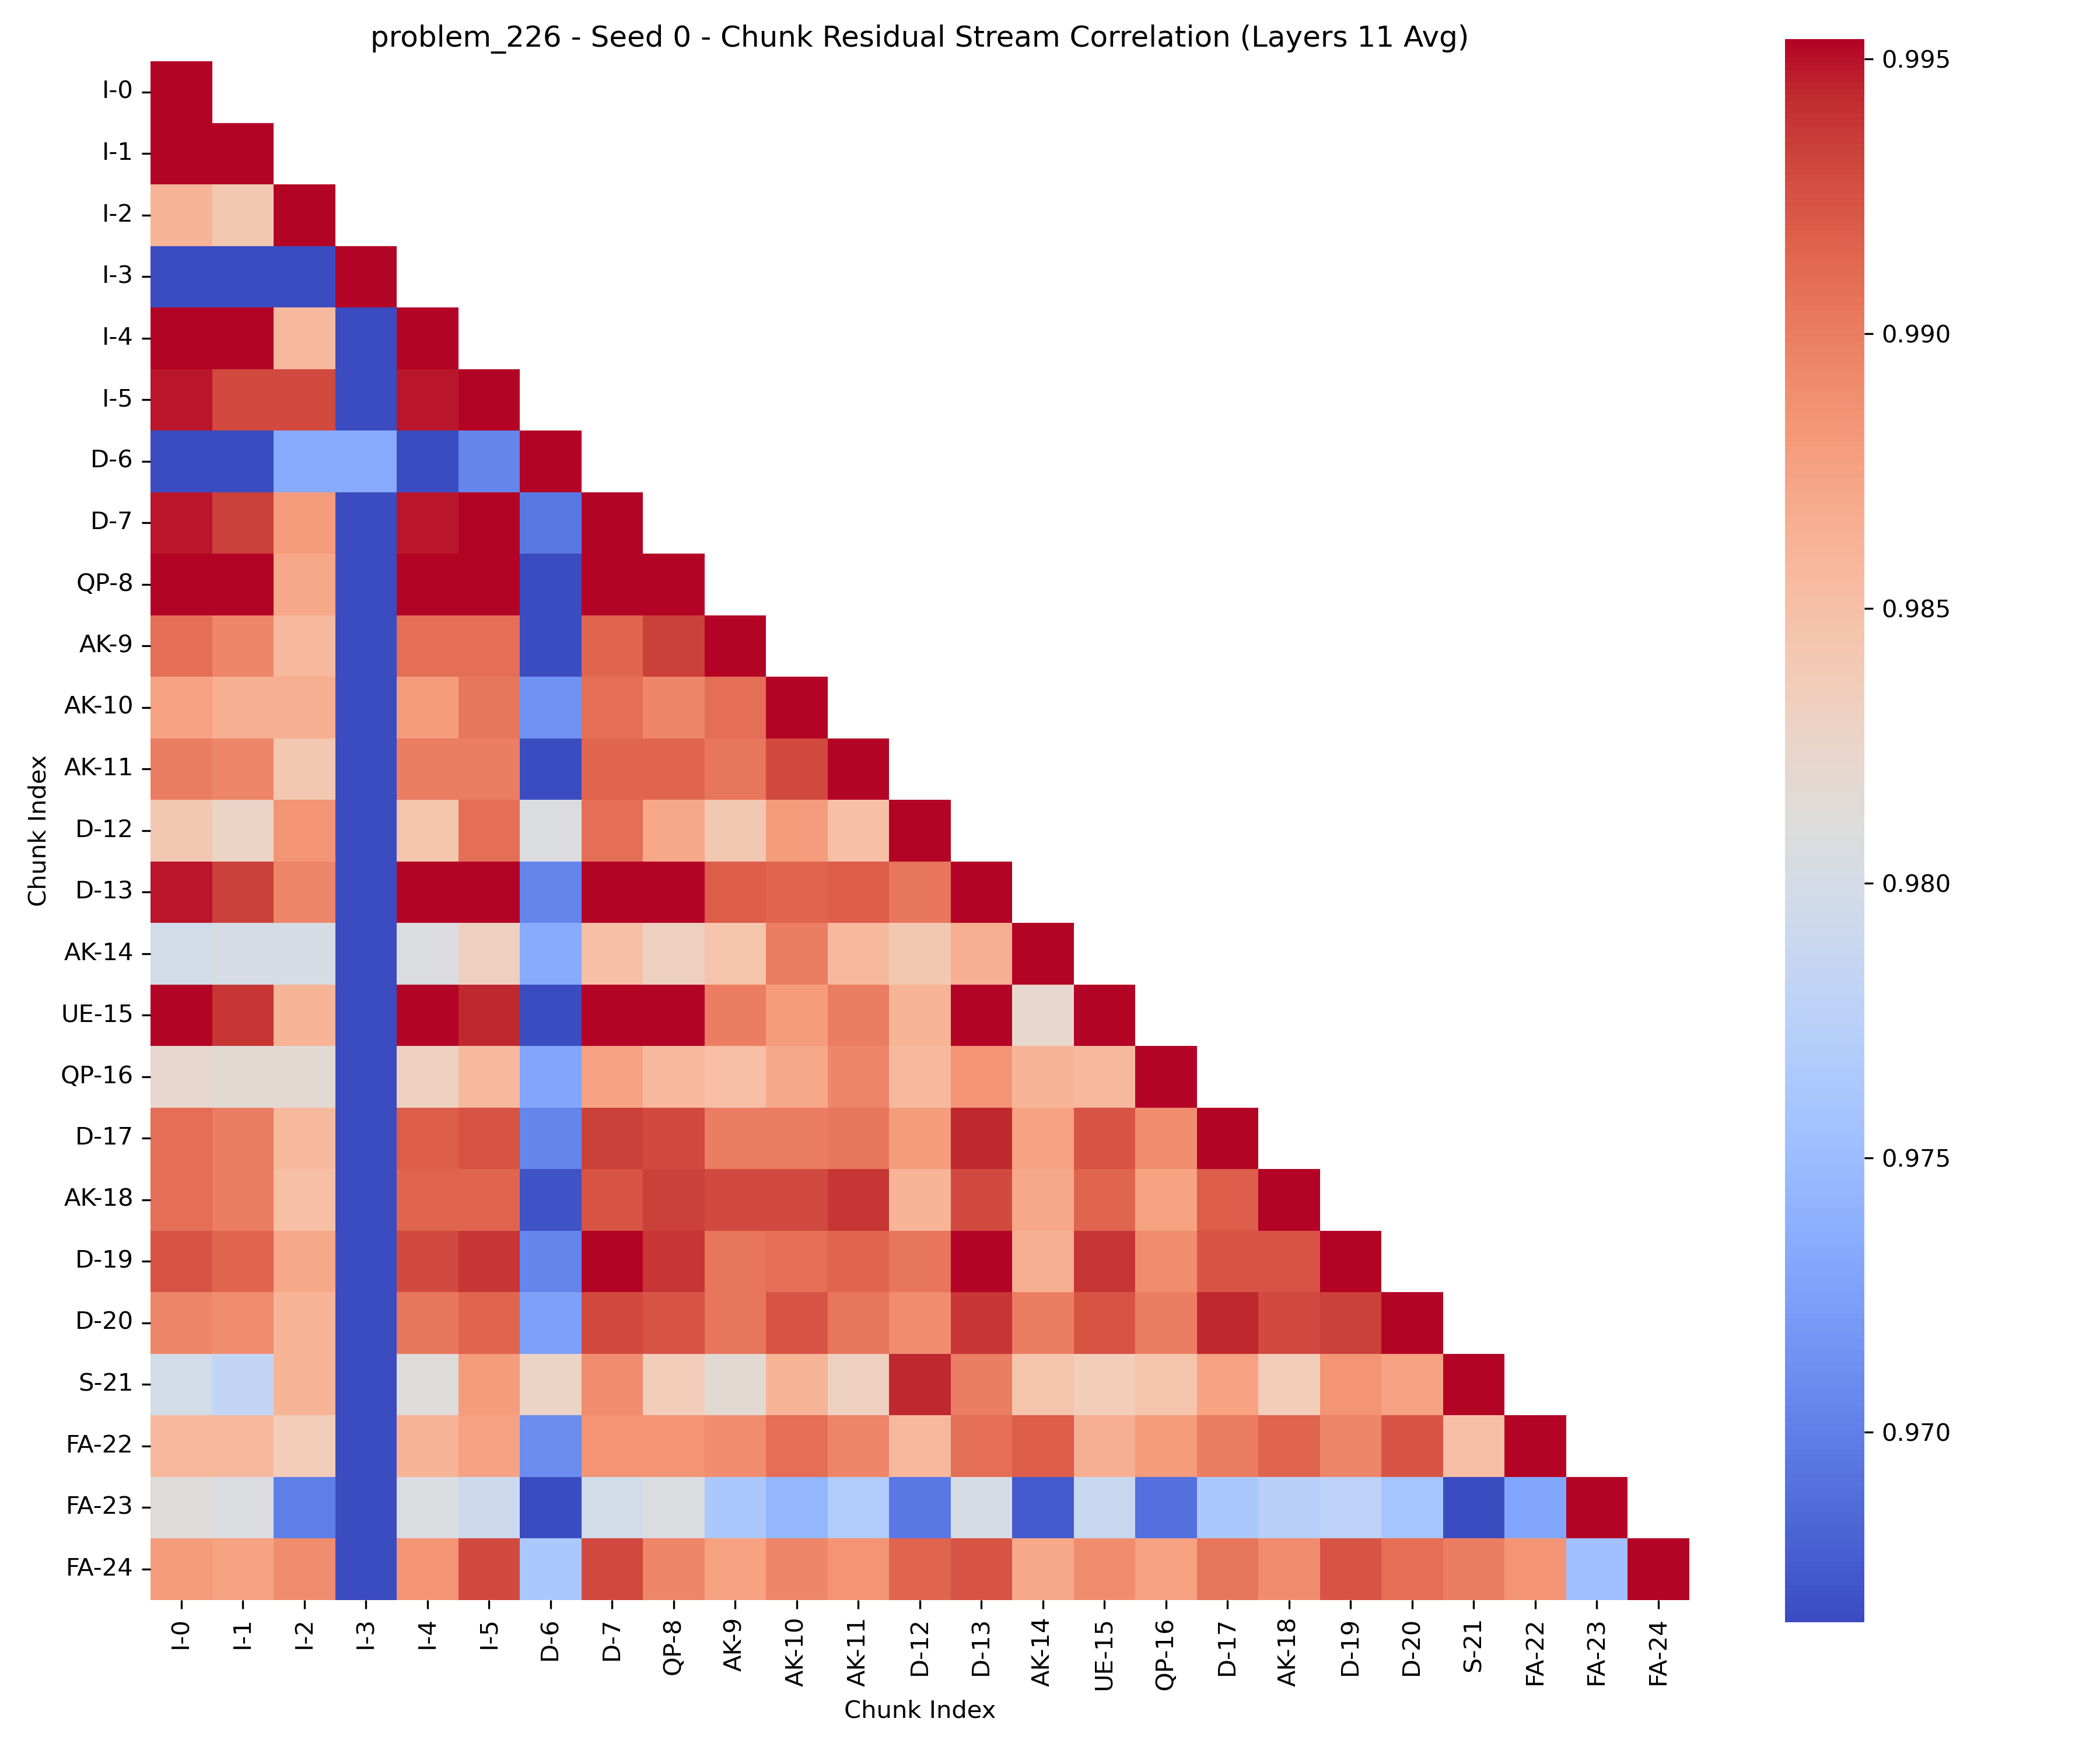 problem_226 - Seed 0 - Chunk Residual Stream Correlation (Layers 11 Avg)
Chunk Index
I-0
I-1
I-2
I-3
I-4
I-5
D-6
D-7
QP-8
AK-9
AK-10
AK-11
D-12
D-13
AK-14
UE-15
QP-16
D-17
AK-18
D-19
D-20
S-21
FA-22
FA-23
FA-24
I-0 I-1 I-2 I-3 I-4 I-5 D-6 D-7 QP-8 AK-9 AK-10 AK-11 D-12 D-13 AK-14 UE-15 QP-16 D-17 AK-18 D-19 D-20 S-21 FA-22 FA-23 FA-24
Chunk Index
0.995
0.990
0.985
0.980
0.975
0.970